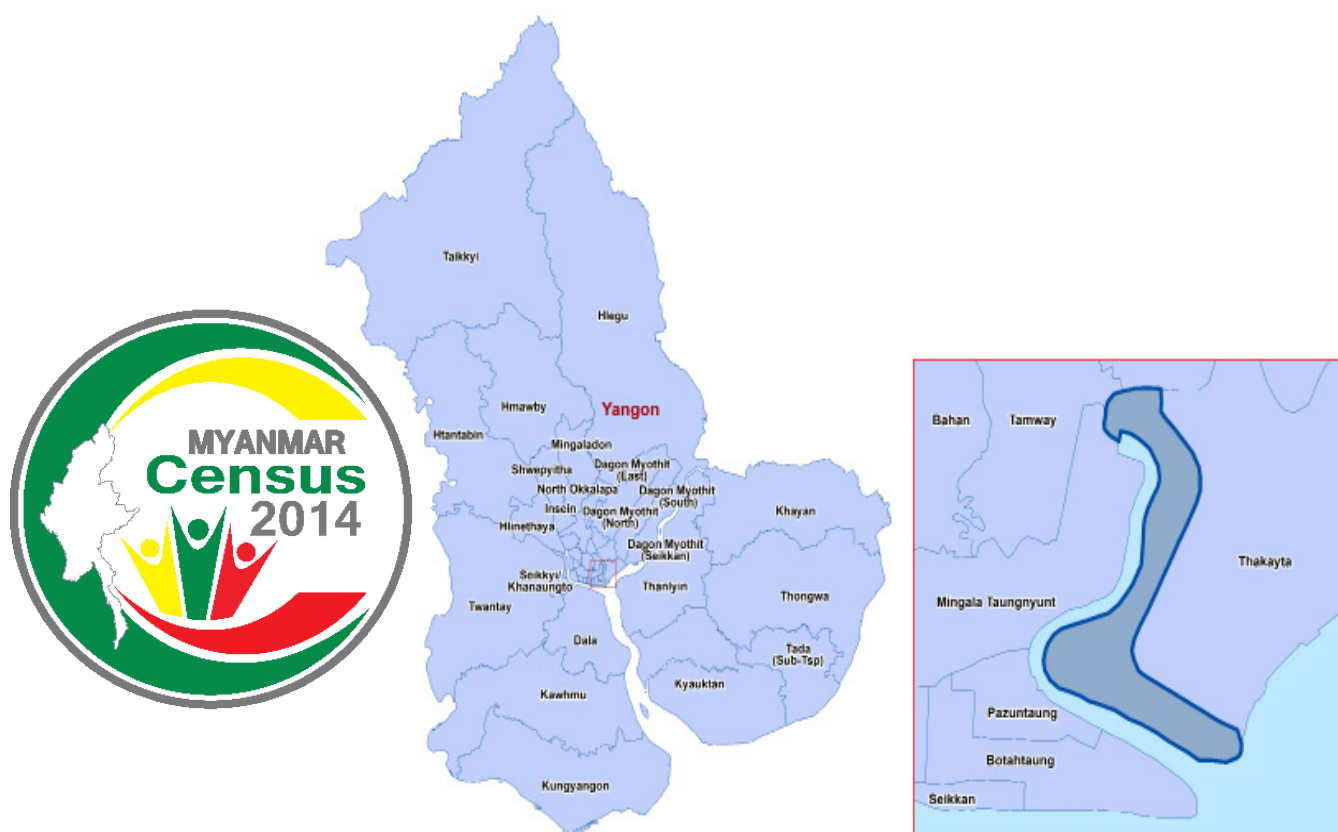 MYANMAR
Census
2014
Taikkyi
Hlegu
Hmawby
Yangon
Htantabin
Mingaladon
Shwepyitha
Dagon Myothit
(East)
North Okkalapa
Dagon Myothit
(South)
Insein
Dagon Myothit
(North)
Khayan
Hlinethaya
Dagon Myothit
(Seikkan)
Seikkyi/
Khanaungto
Thanlyin
Twantay
Thongwa
Dala
Tada
(Sub-Tsp)
Kyauktan
Kawhmu
Kungyangon
Bahan
Tamway
Thakayta
Mingala Taungnyunt
Pazuntaung
Botahtaung
Seikkan